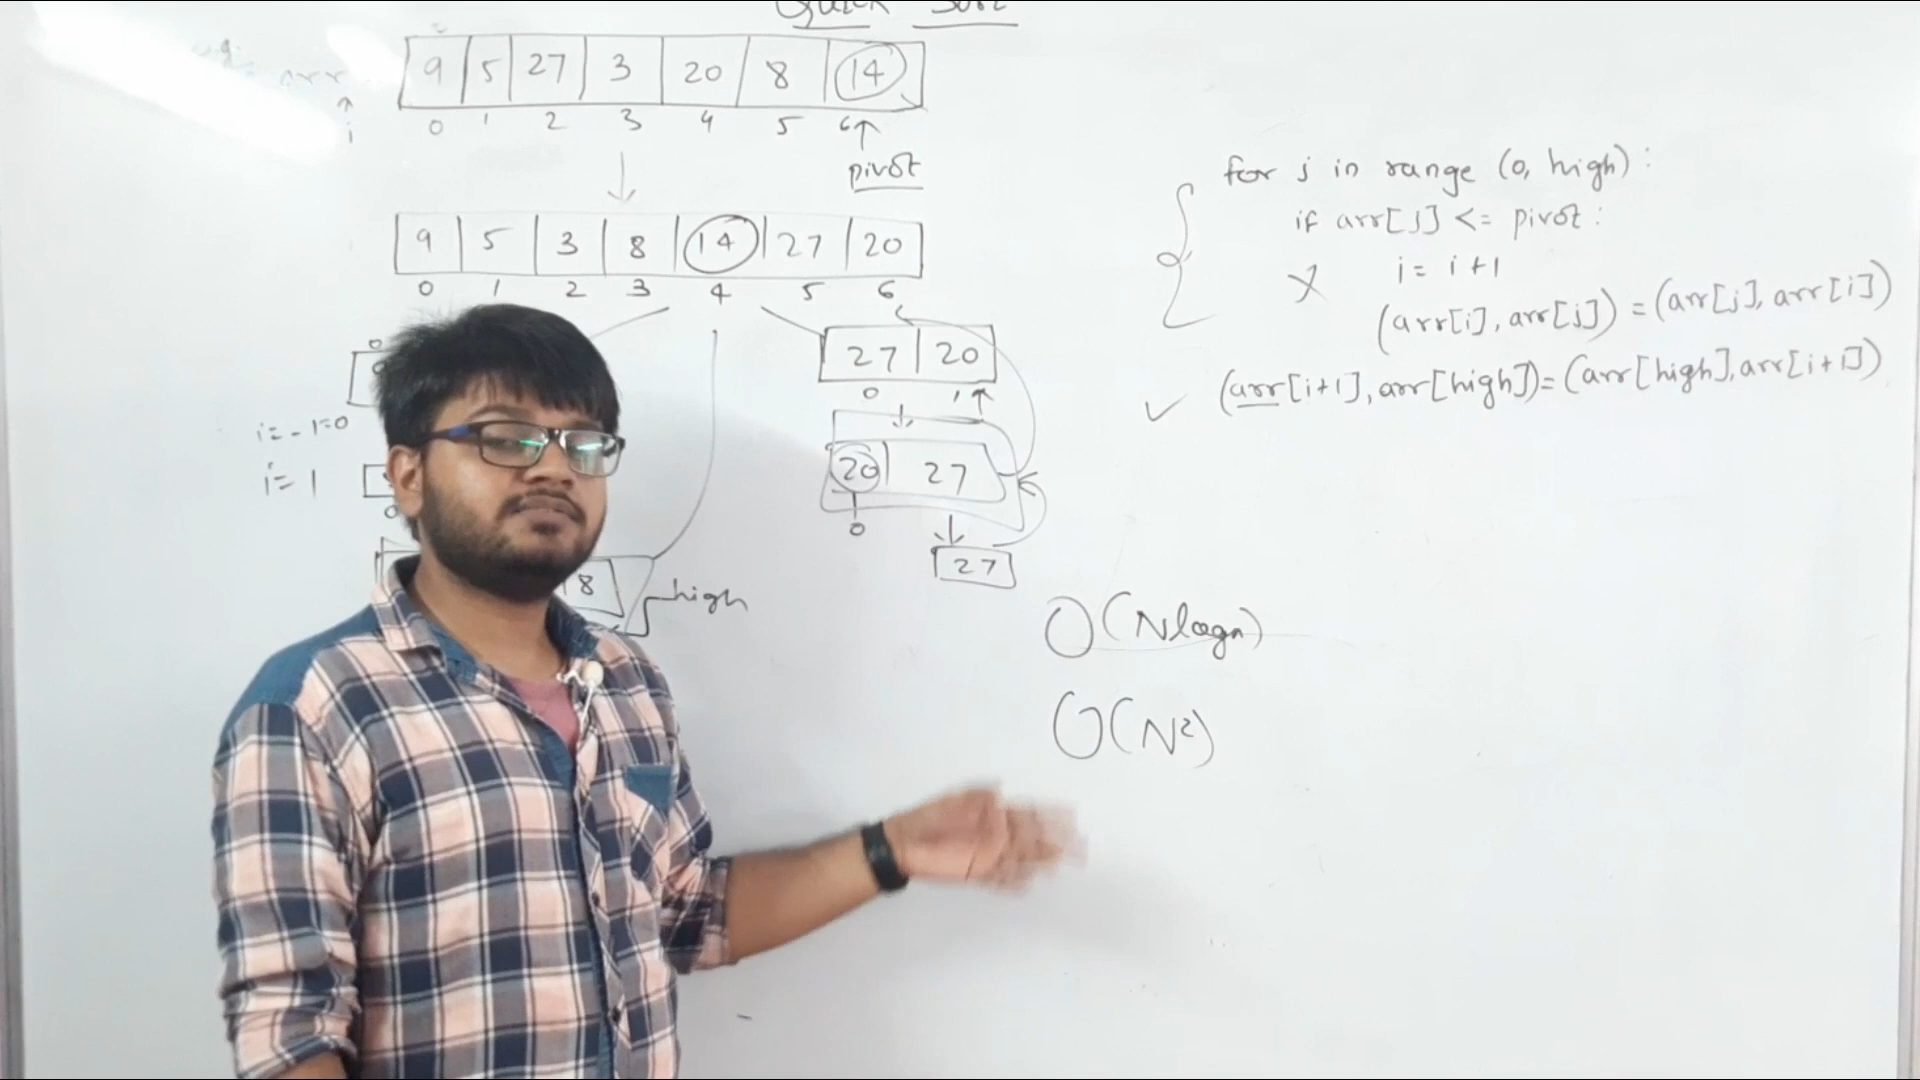 Quick Sort
arr 9 5 27 3 20 8 14
i 0 1 2 3 4 5 6
pivot
9 5 3 8 14 27 20
0 1 2 3 4 5 6
0 27 20
0 1
i=-1=0
20 27
i=1
0 0
27
8 high
for j in range (0, high):
if arr[j] <= pivot:
i = i+1
(arr[i], arr[j]) = (arr[j], arr[i])
(arr[i+1], arr[high]) = (arr[high], arr[i+1])
O(Nlogn)
O(N²)